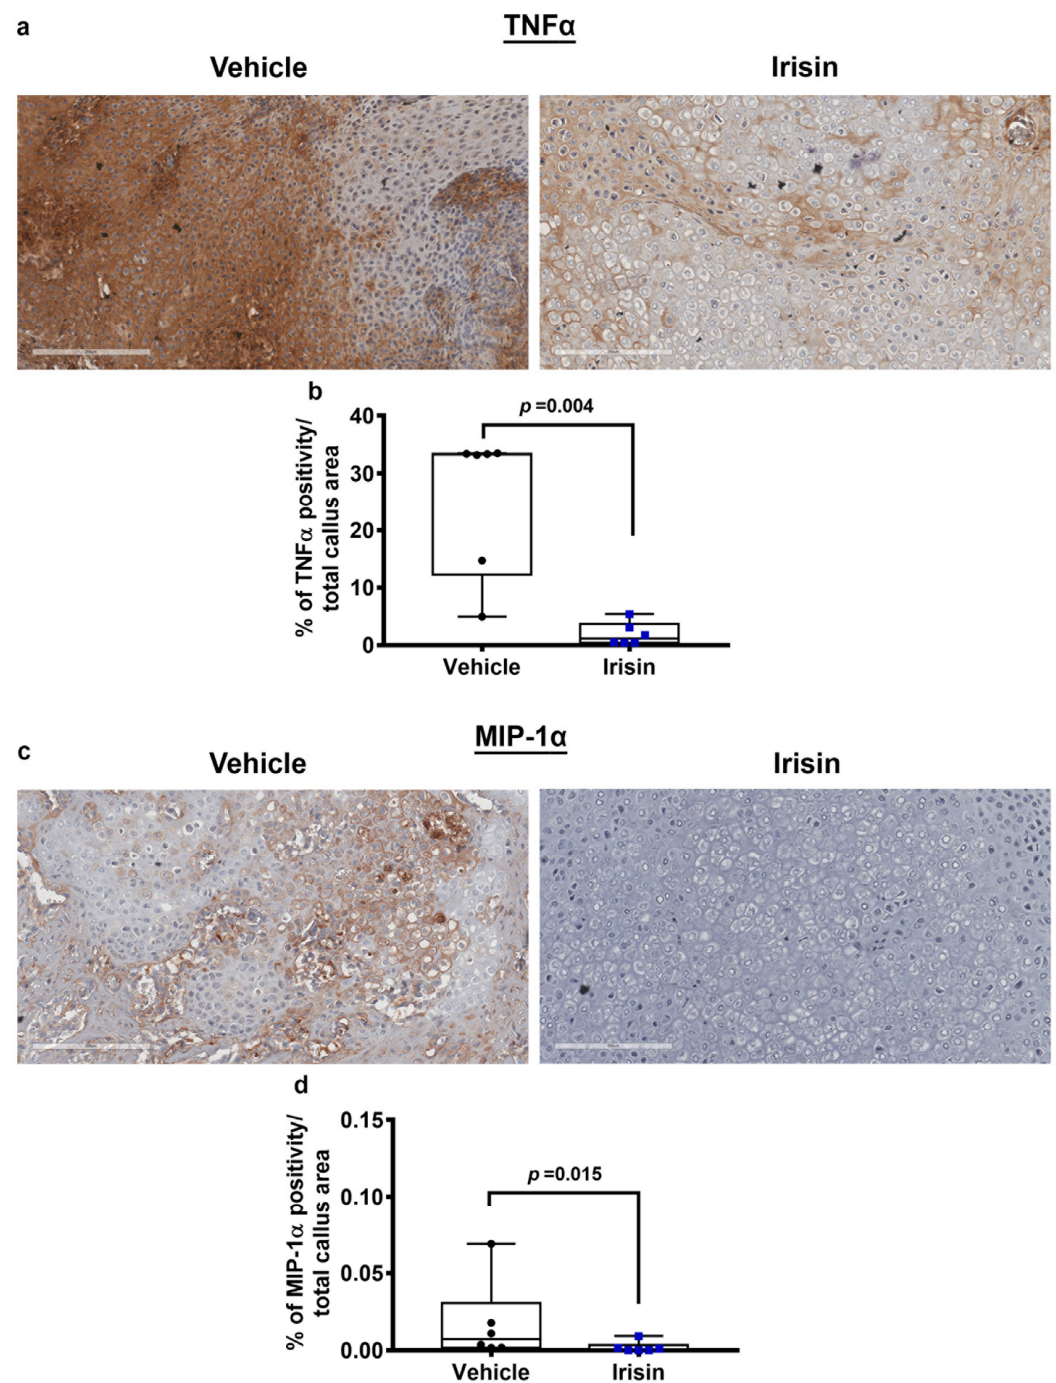 a
TNFα
Vehicle
Irisin
b
p=0.004
% of TNFα positivity/
total callus area
40
30
20
10
0
Vehicle
Irisin
c
MIP-1α
Vehicle
Irisin
d
p=0.015
% of MIP-1α positivity/
total callus area
0.15
0.10
0.05
0.00
Vehicle
Irisin